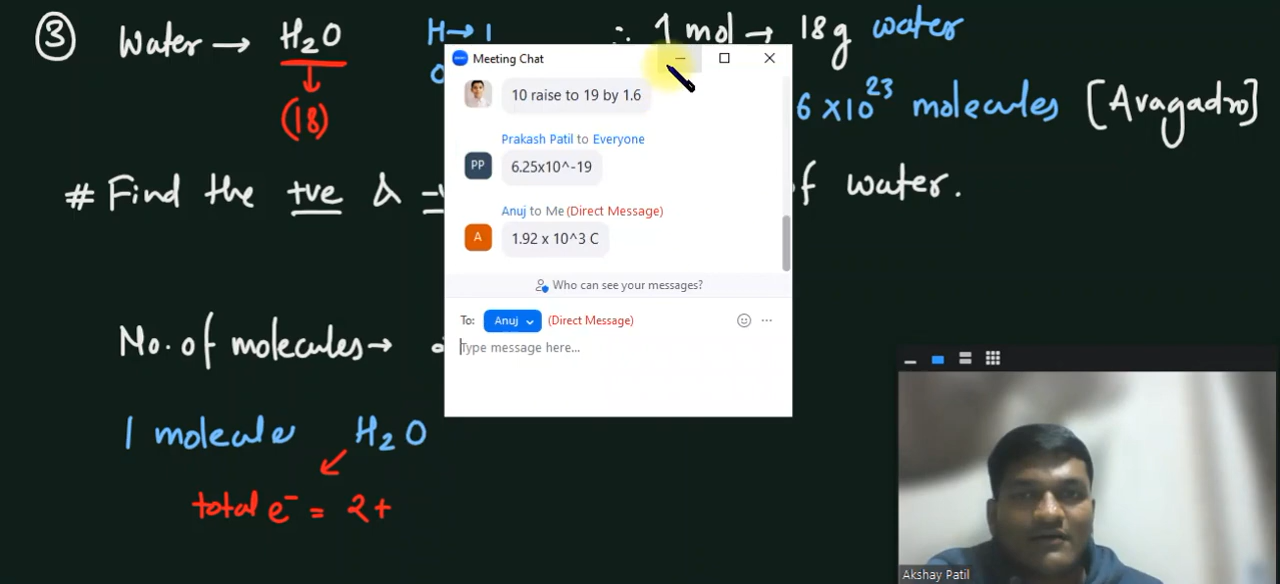 ③ Water → H₂O H → 1 ∴ 1 mol → 18g water
(18)
6 × 10²³ molecules [Avagadro]
# Find the +ve & of water.
No. of molecules →
1 molecule H₂O
total e⁻ = 2 +
Meeting Chat
10 raise to 19 by 1.6
Prakash Patil to Everyone
PP 6.25x10^-19
Anuj to Me (Direct Message)
A 1.92 x 10^3 C
Who can see your messages?
To: Anuj (Direct Message)
Type message here...
Akshay Patil